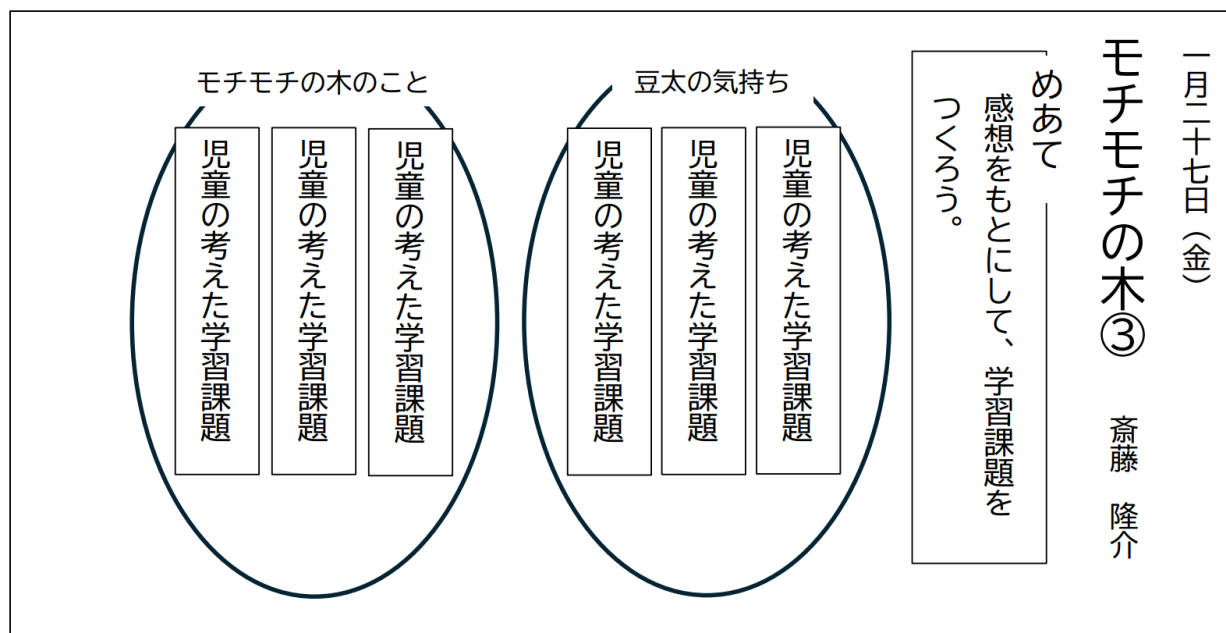 一月二十七日（金）
モチモチの木③　斎藤　隆介
めあて
感想をもとにして、学習課題を
つくろう。
豆太の気持ち
児童の考えた学習課題
児童の考えた学習課題
児童の考えた学習課題
モチモチの木のこと
児童の考えた学習課題
児童の考えた学習課題
児童の考えた学習課題